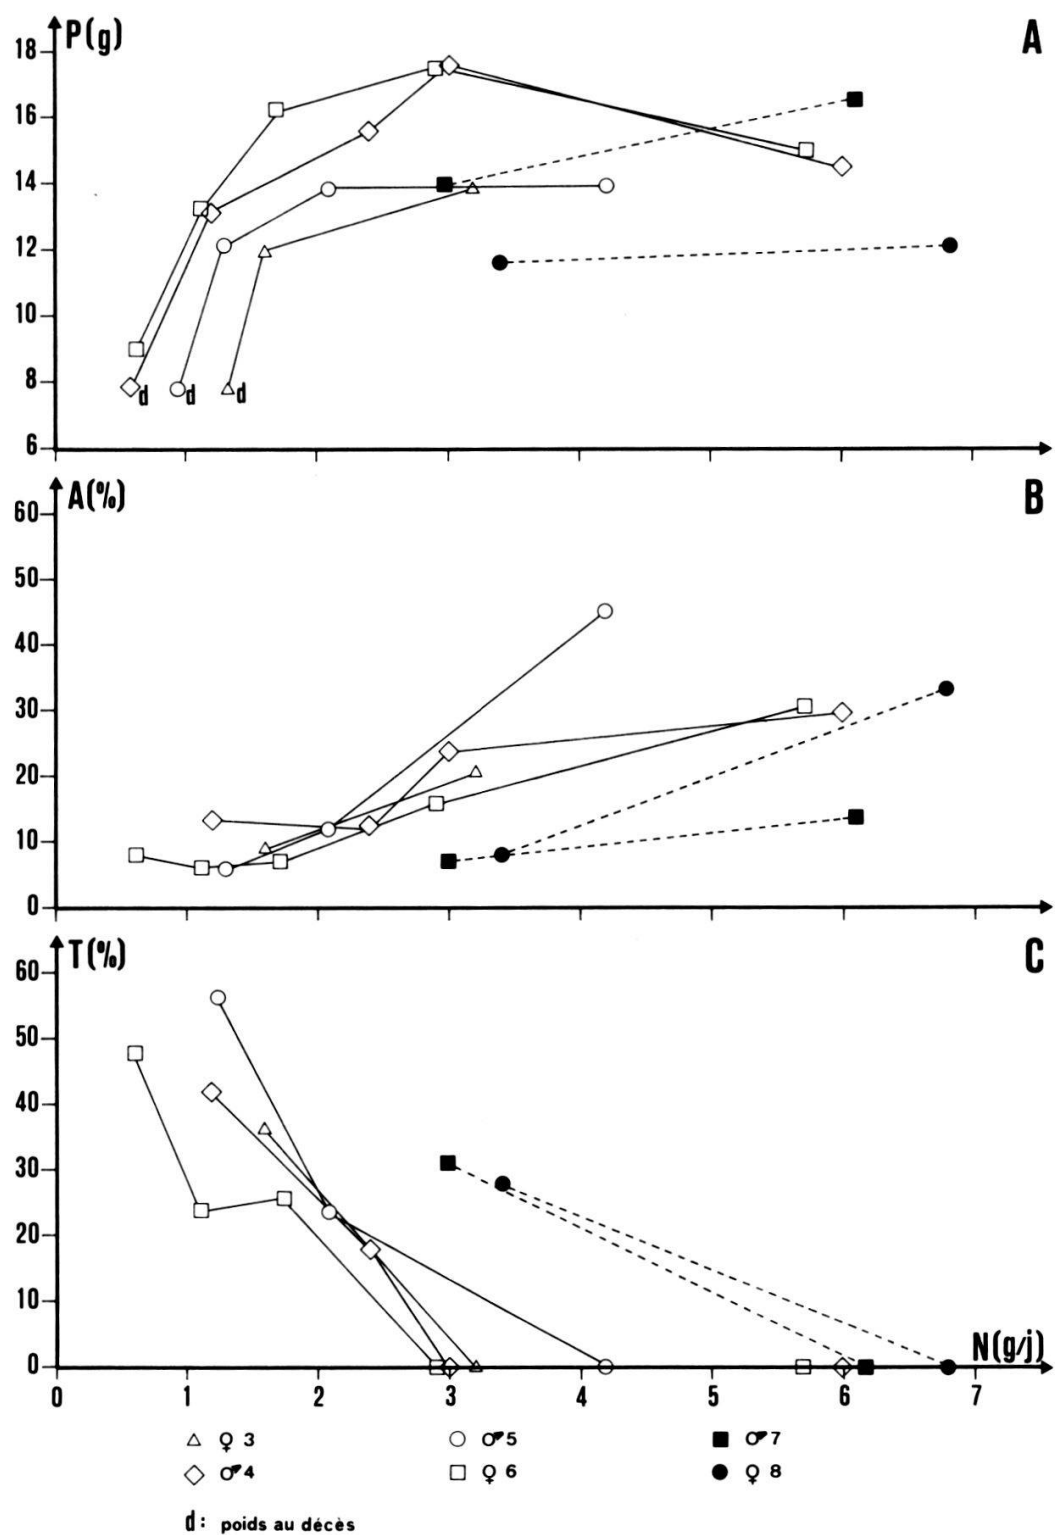 P(g)
A
18
16
14
12
10
8
6
d d d
A(%)
B
60
50
40
30
20
10
0
T(%)
C
60
50
40
30
20
10
0
N(g/j)
0 1 2 3 4 5 6 7
△ ♀ 3 ○ ♂ 5 ■ ♂ 7
◇ ♂ 4 □ ♀ 6 ● ♀ 8
d: poids au décès